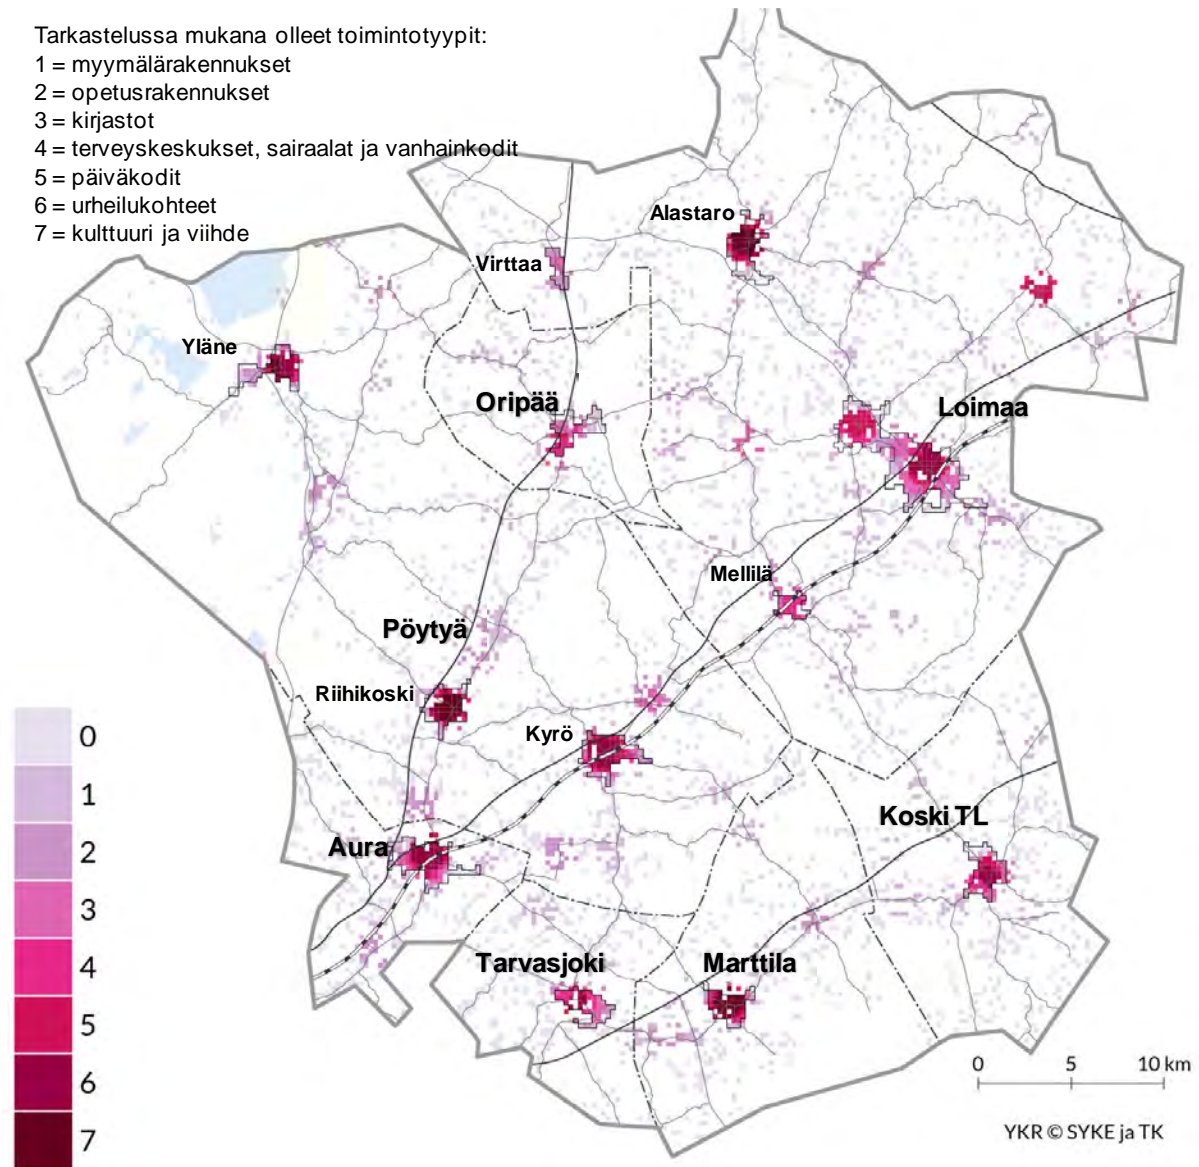 Tarkastelussa mukana olleet toimintotyypit:
1 = myymälärakennukset
2 = opetusrakennukset
3 = kirjastot
4 = terveyskeskukset, sairaalat ja vanhainkodit
5 = päiväkodit
6 = urheilukohteet
7 = kulttuuri ja viihde
Alastaro
Virttaa
Yläne
Oripää
Loimaa
Mellilä
Pöytyä
Riihikoski
Kyrö
Koski TL
Aura
Tarvasjoki
Marttila
0
1
2
3
4
5
6
7
0 5 10 km
YKR © SYKE ja TK